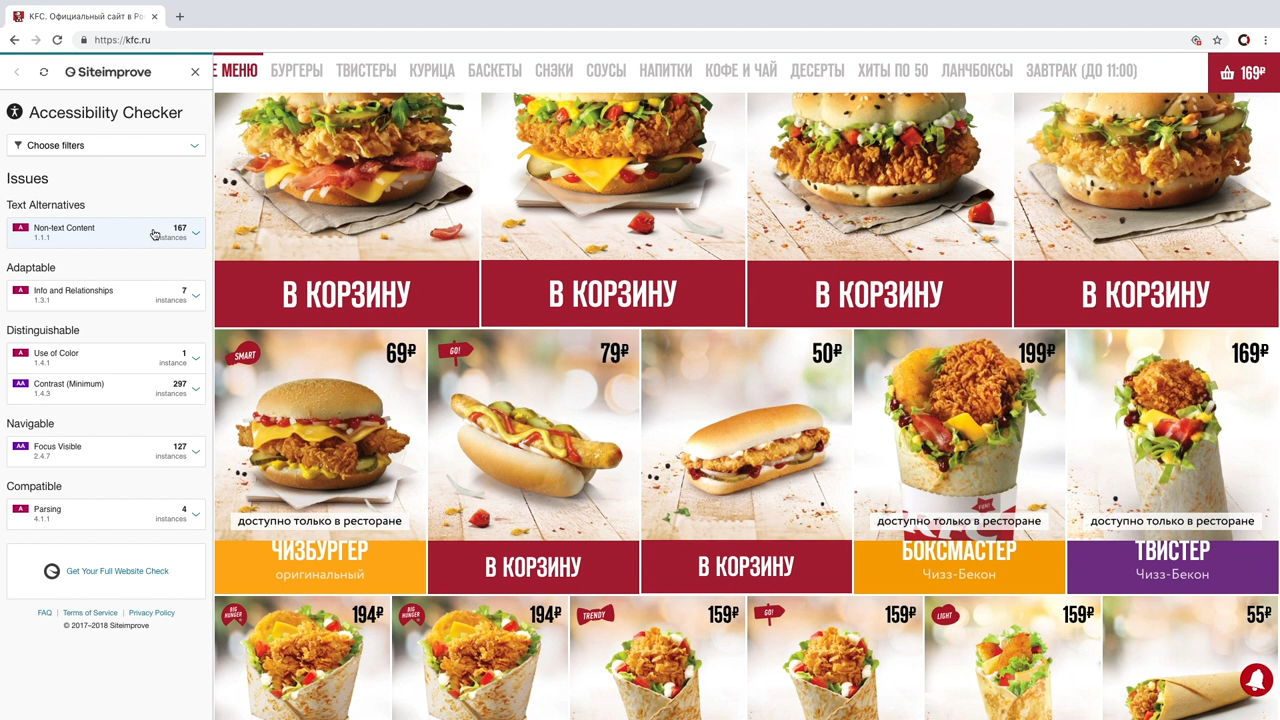 KFC. Официальный сайт в Ро
https://kfc.ru
Siteimprove
Accessibility Checker
Choose filters
Issues
Text Alternatives
A Non-text Content 167
1.1.1 instances
Adaptable
A Info and Relationships 7
1.3.1 instances
Distinguishable
A Use of Color 1
1.4.1 instance
AA Contrast (Minimum) 297
1.4.3 instances
Navigable
AA Focus Visible 127
2.4.7 instances
Compatible
A Parsing 4
4.1.1 instances
Get Your Full Website Check
FAQ | Terms of Service | Privacy Policy
© 2017–2018 Siteimprove
Е МЕНЮ БУРГЕРЫ ТВИСТЕРЫ КУРИЦА БАСКЕТЫ СНЭКИ СОУСЫ НАПИТКИ КОФЕ И ЧАЙ ДЕСЕРТЫ ХИТЫ ПО 50 ЛАНЧБОКСЫ ЗАВТРАК (ДО 11:00) 169₽
В КОРЗИНУ В КОРЗИНУ В КОРЗИНУ В КОРЗИНУ
SMART 69₽ GO! 79₽ 50₽ 199₽ 169₽
доступно только в ресторане доступно только в ресторане доступно только в ресторане
ЧИЗБУРГЕР В КОРЗИНУ В КОРЗИНУ БОКСМАСТЕР ТВИСТЕР
оригинальный Чизз-Бекон Чизз-Бекон
BIG HUNGER 194₽ BIG HUNGER 194₽ TRENDY 159₽ GO! 159₽ LIGHT 159₽ 55₽